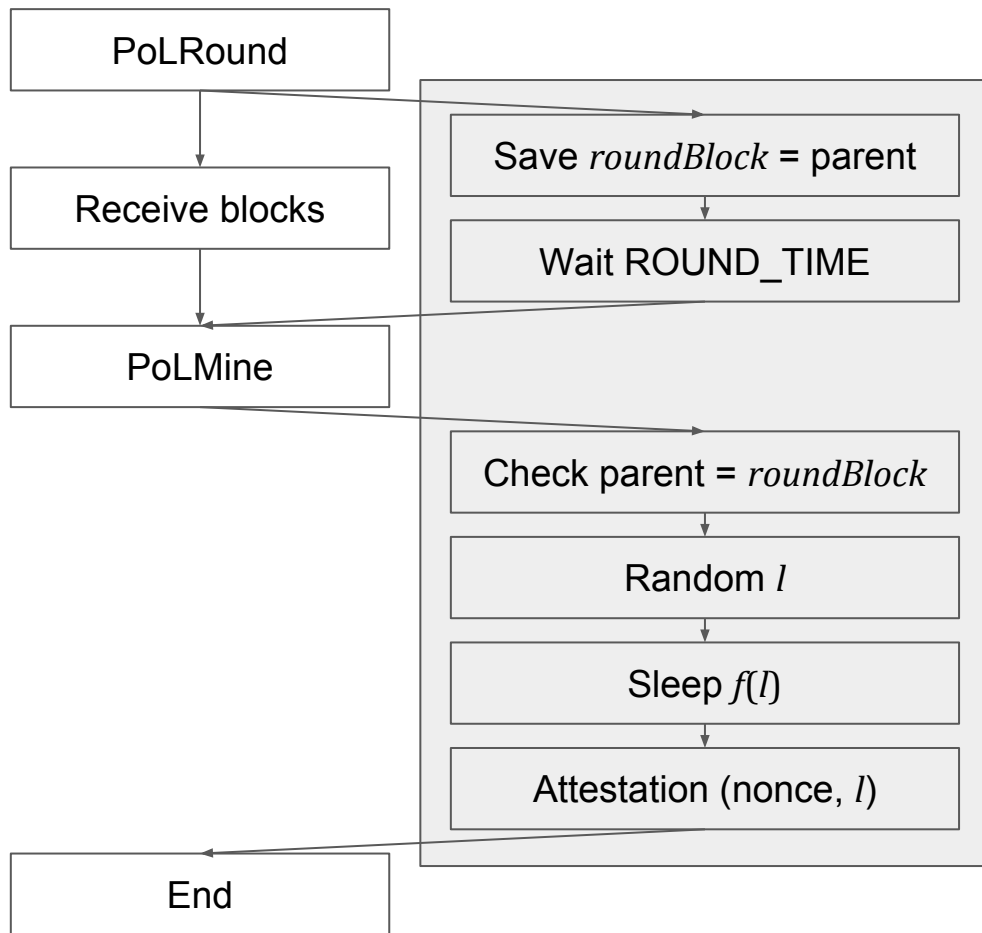 PoLRound
Save roundBlock = parent
Receive blocks
Wait ROUND_TIME
PoLMine
Check parent = roundBlock
Random l
Sleep f(l)
Attestation (nonce, l)
End